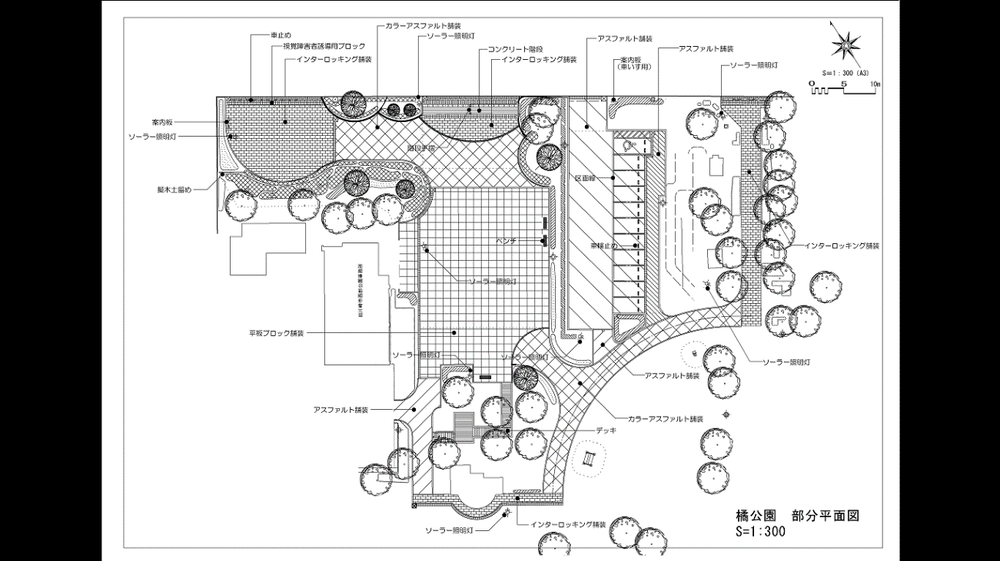 カラーアスファルト舗装
車止め
ソーラー照明灯
アスファルト舗装
視覚障害者誘導用ブロック
コンクリート階段
アスファルト舗装
インターロッキング舗装
インターロッキング舗装
案内板
(車いす用)
ソーラー照明灯
S=1:300 (A3)
0 5 10m
案内板
ソーラー照明灯
階段手摺
区画線
擬木土留め
ベンチ
車輪止め
インターロッキング舗装
ソーラー照明灯
平板ブロック舗装
ソーラー照明灯
ソーラー照明灯
ソーラー照明灯
アスファルト舗装
アスファルト舗装
カラーアスファルト舗装
デッキ
橘公園 部分平面図
インターロッキング舗装
ソーラー照明灯
S=1:300